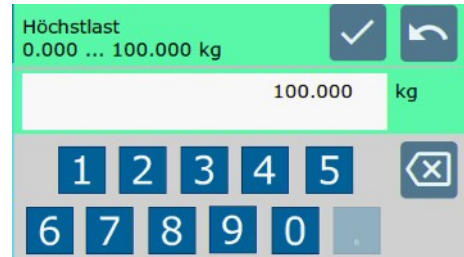 Höchstlast
0.000 ... 100.000 kg
100.000 kg
1 2 3 4 5
6 7 8 9 0 .